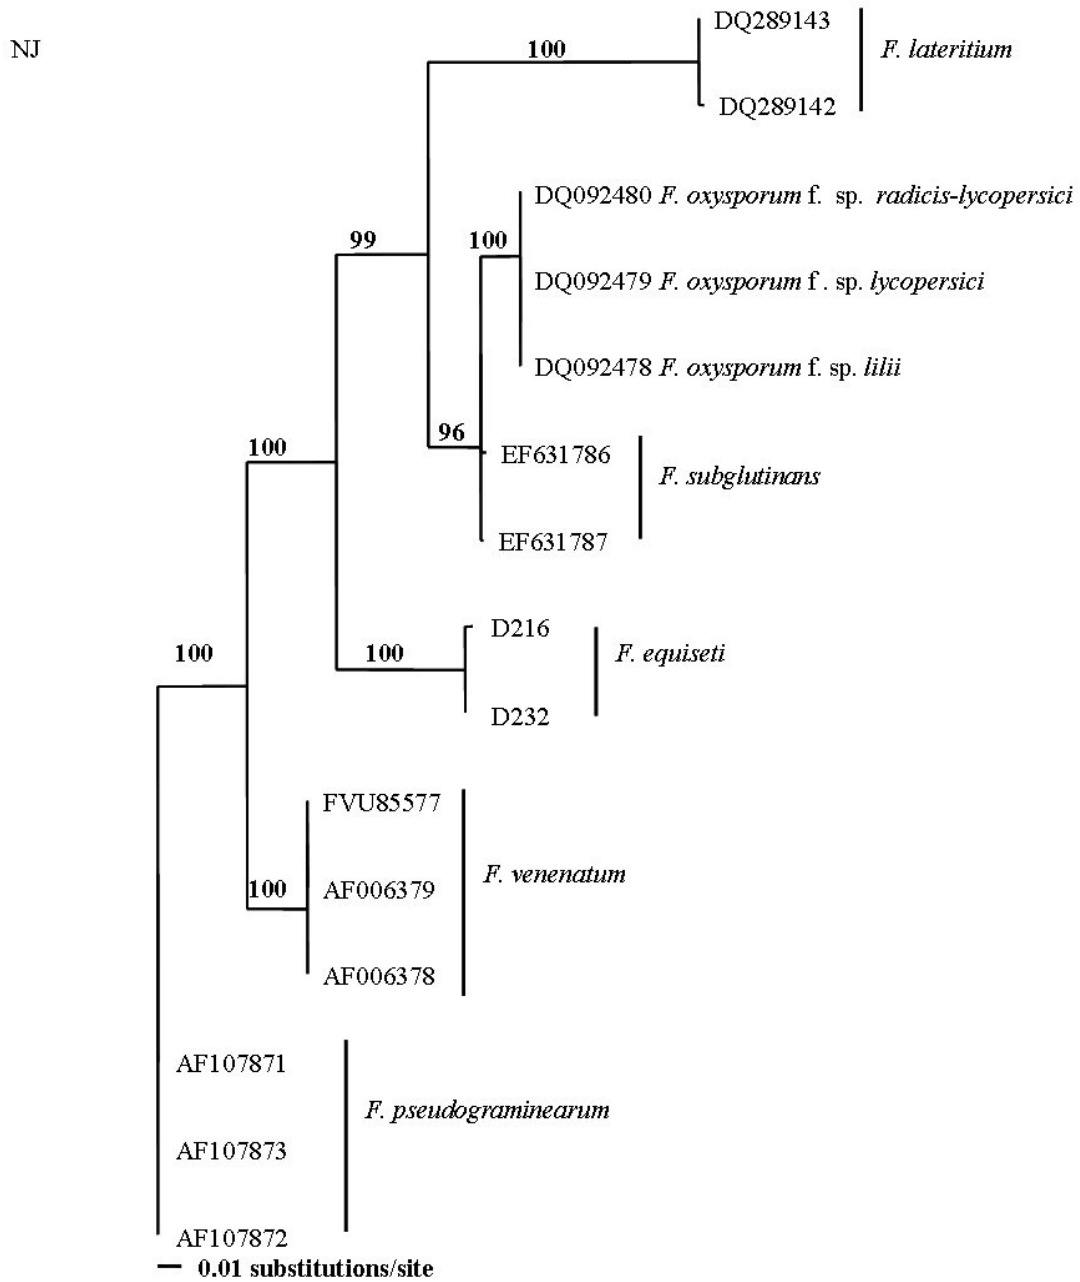 DQ289143
NJ
100
F. lateritium
DQ289142
DQ092480 F. oxysporum f. sp. radicis-lycopersici
99
100
DQ092479 F. oxysporum f . sp. lycopersici
DQ092478 F. oxysporum f. sp. lilii
96
100
EF631786
F. subglutinans
EF631787
D216
100
100
F. equiseti
D232
FVU85577
F. venenatum
100
AF006379
AF006378
AF107871
F. pseudograminearum
AF107873
AF107872
0.01 substitutions/site